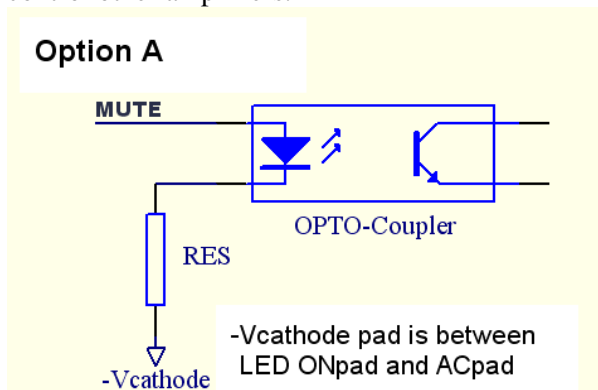 Option A
MUTE
OPTO-Coupler
RES
-Vcathode pad is between
LED ONpad and ACpad
-Vcathode